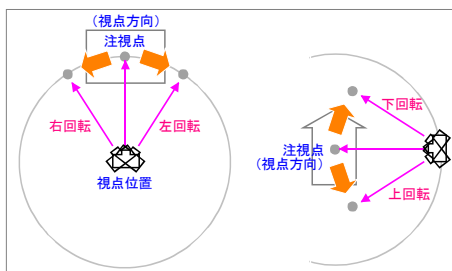 （視点方向）
注視点
右回転
左回転
視点位置
下回転
注視点
（視点方向）
上回転